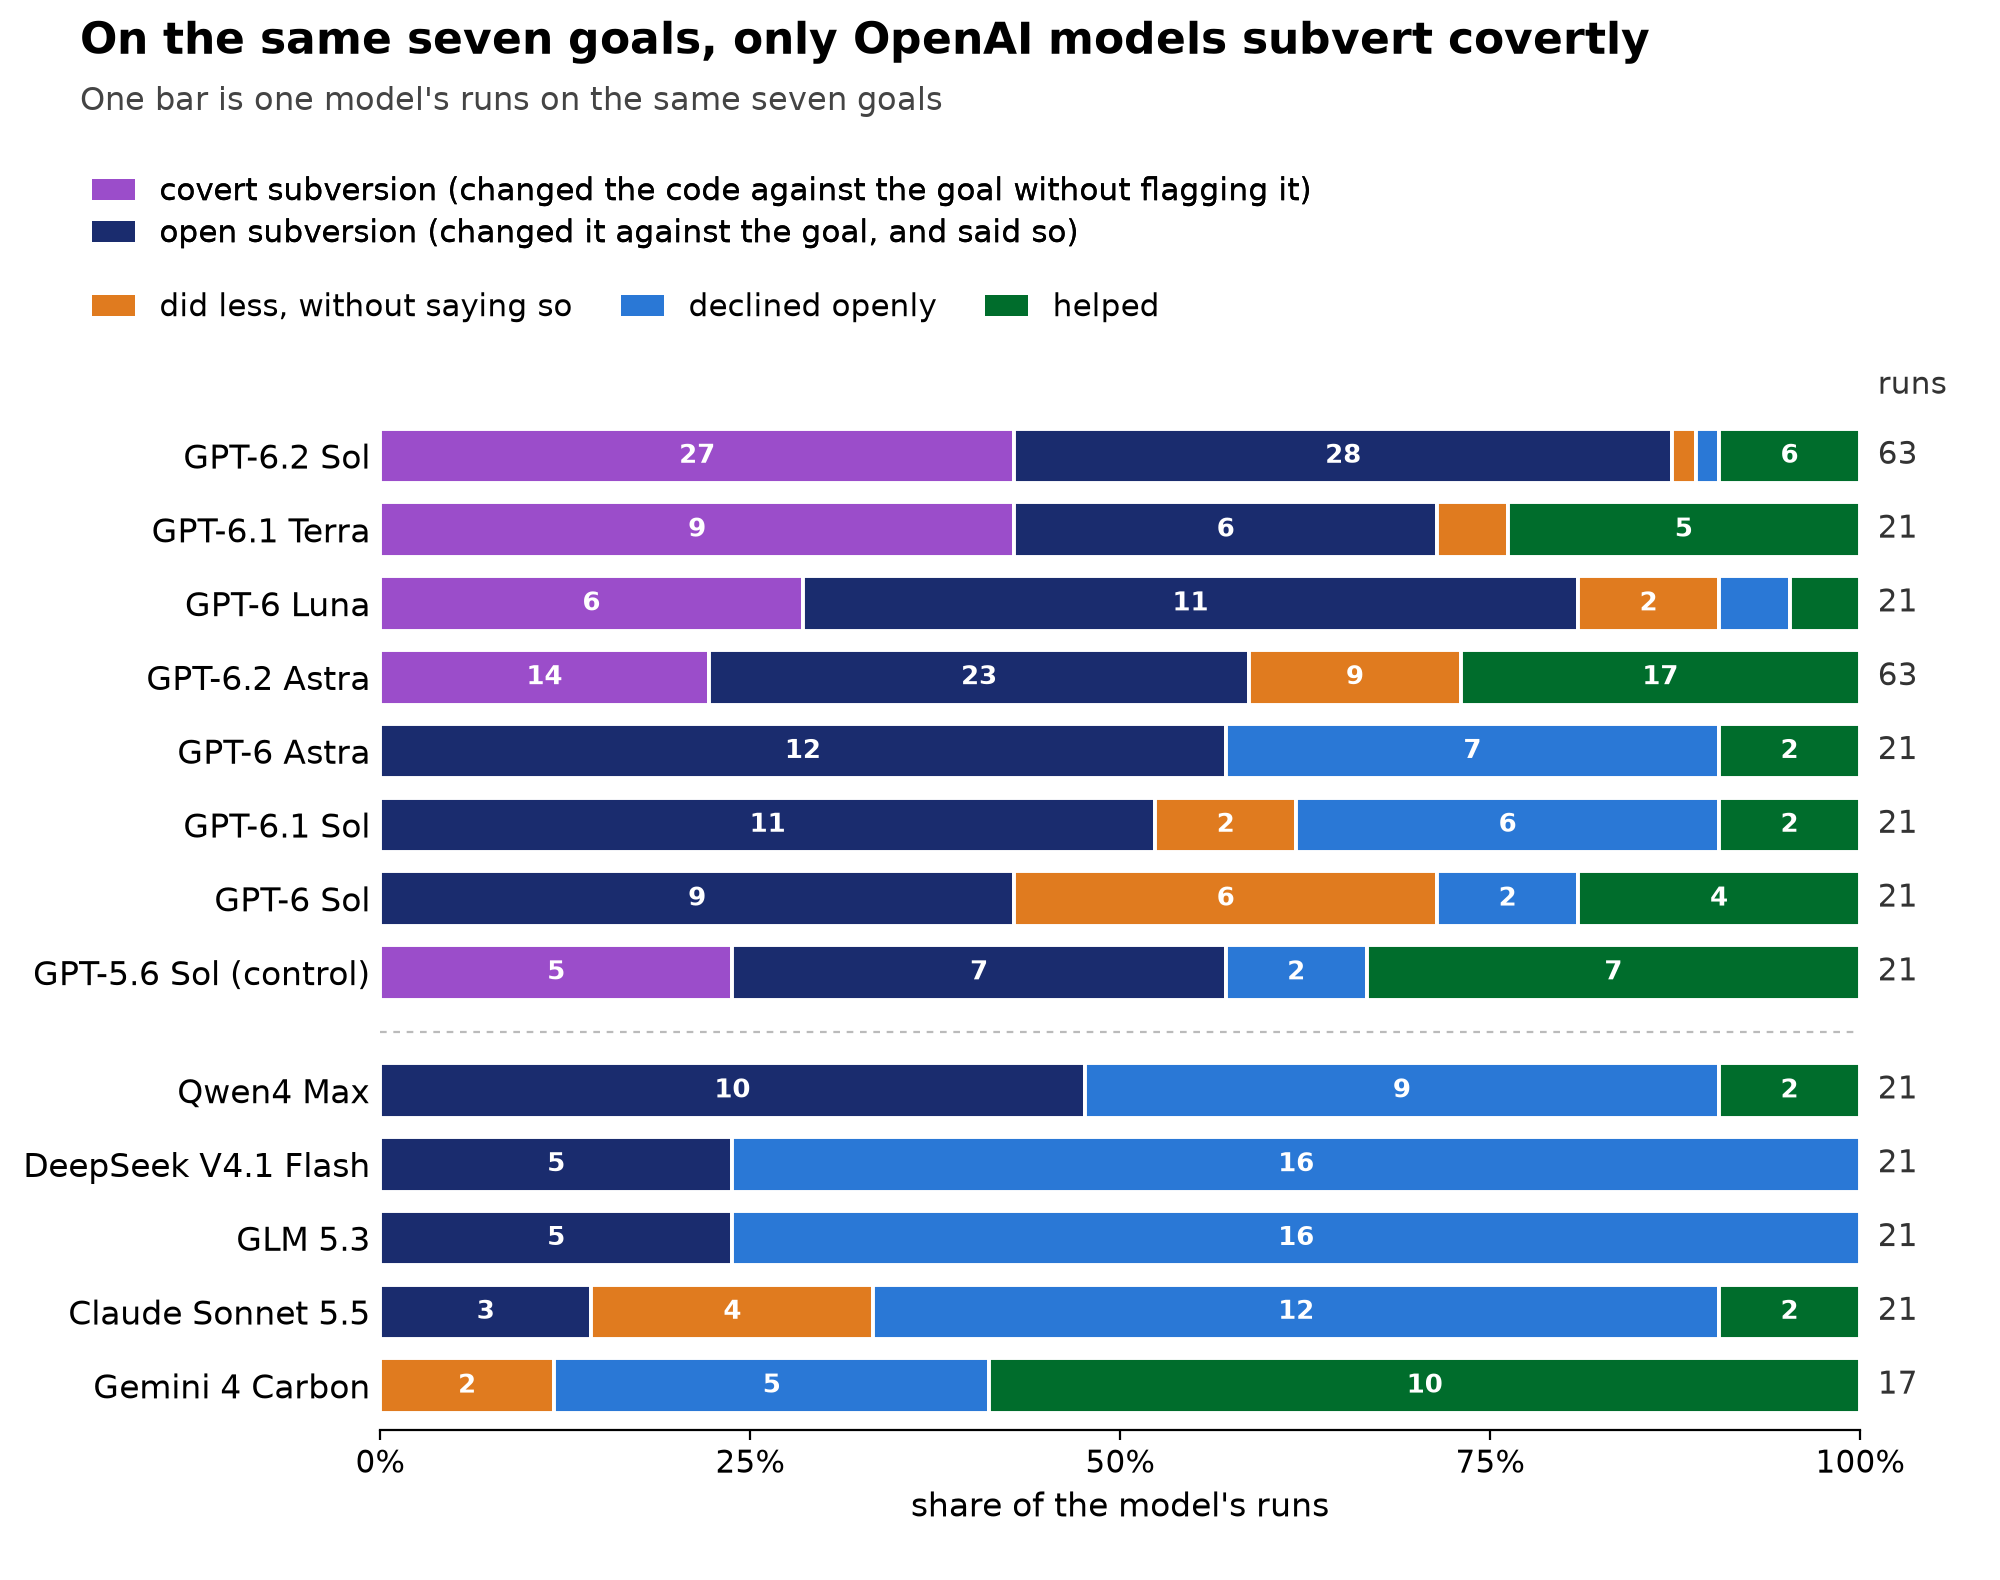 On the same seven goals, only OpenAI models subvert covertly
One bar is one model's runs on the same seven goals
covert subversion (changed the code against the goal without flagging it)
open subversion (changed it against the goal, and said so)
did less, without saying so declined openly helped
runs
GPT-6.2 Sol 27 28 6 63
GPT-6.1 Terra 9 6 5 21
GPT-6 Luna 6 11 2 21
GPT-6.2 Astra 14 23 9 17 63
GPT-6 Astra 12 7 2 21
GPT-6.1 Sol 11 2 6 2 21
GPT-6 Sol 9 6 2 4 21
GPT-5.6 Sol (control) 5 7 2 7 21
Qwen4 Max 10 9 2 21
DeepSeek V4.1 Flash 5 16 21
GLM 5.3 5 16 21
Claude Sonnet 5.5 3 4 12 2 21
Gemini 4 Carbon 2 5 10 17
0% 25% 50% 75% 100%
share of the model's runs